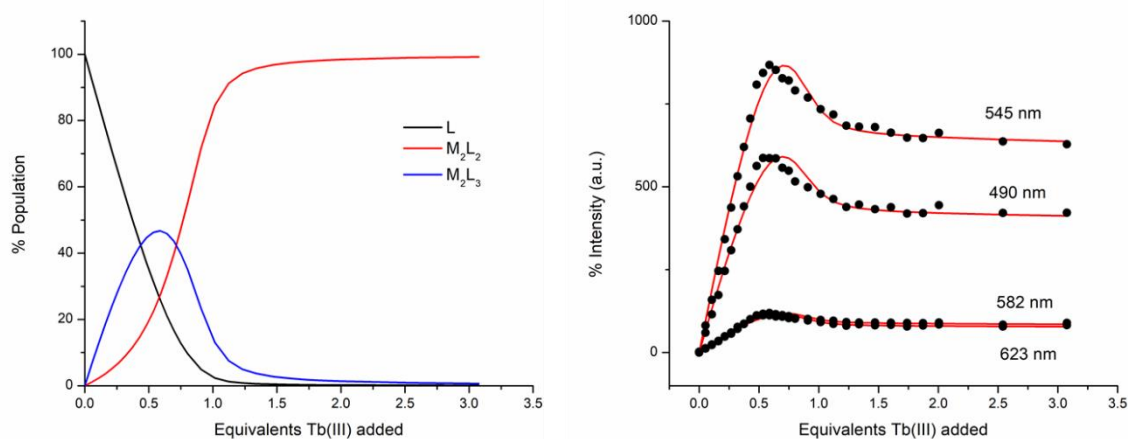 100
80
60
40
20
0
% Population
0.0 0.5 1.0 1.5 2.0 2.5 3.0 3.5
Equivalents Tb(III) added
L
M₂L₂
M₂L₃
1000
500
0
% Intensity (a.u.)
0.0 0.5 1.0 1.5 2.0 2.5 3.0 3.5
Equivalents Tb(III) added
545 nm
490 nm
582 nm
623 nm